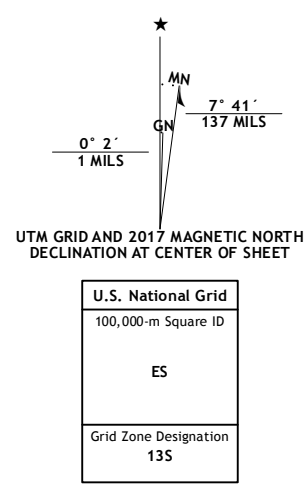 ★
MN
7° 41´
137 MILS
GN
0° 2´
1 MILS
UTM GRID AND 2017 MAGNETIC NORTH
DECLINATION AT CENTER OF SHEET
U.S. National Grid
100,000-m Square ID
ES
Grid Zone Designation
13S